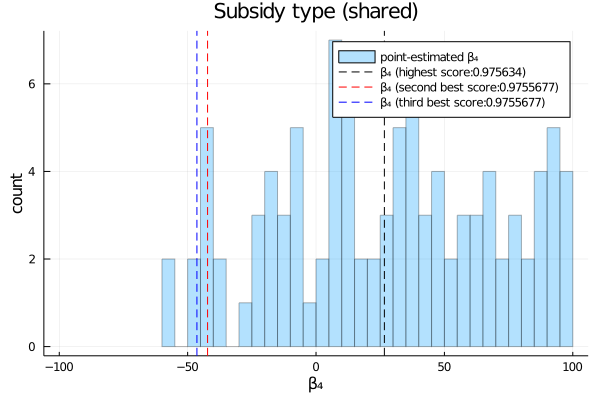 Subsidy type (shared)
point-estimated β₄
β₄ (highest score:0.975634)
β₄ (second best score:0.9755677)
β₄ (third best score:0.9755677)
6
4
2
0
count
−100
−50
0
50
100
β₄